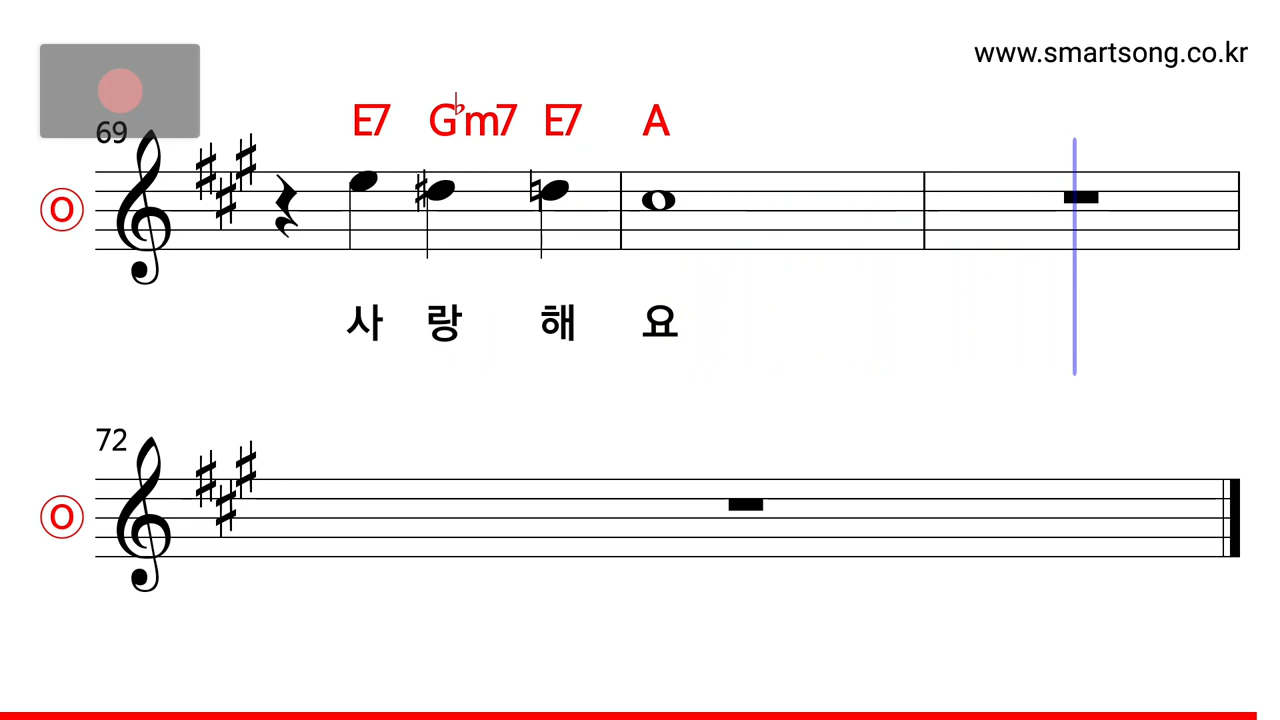 www.smartsong.co.kr
69
E7 G♭m7 E7 A
O
사 랑 해 요
72
O